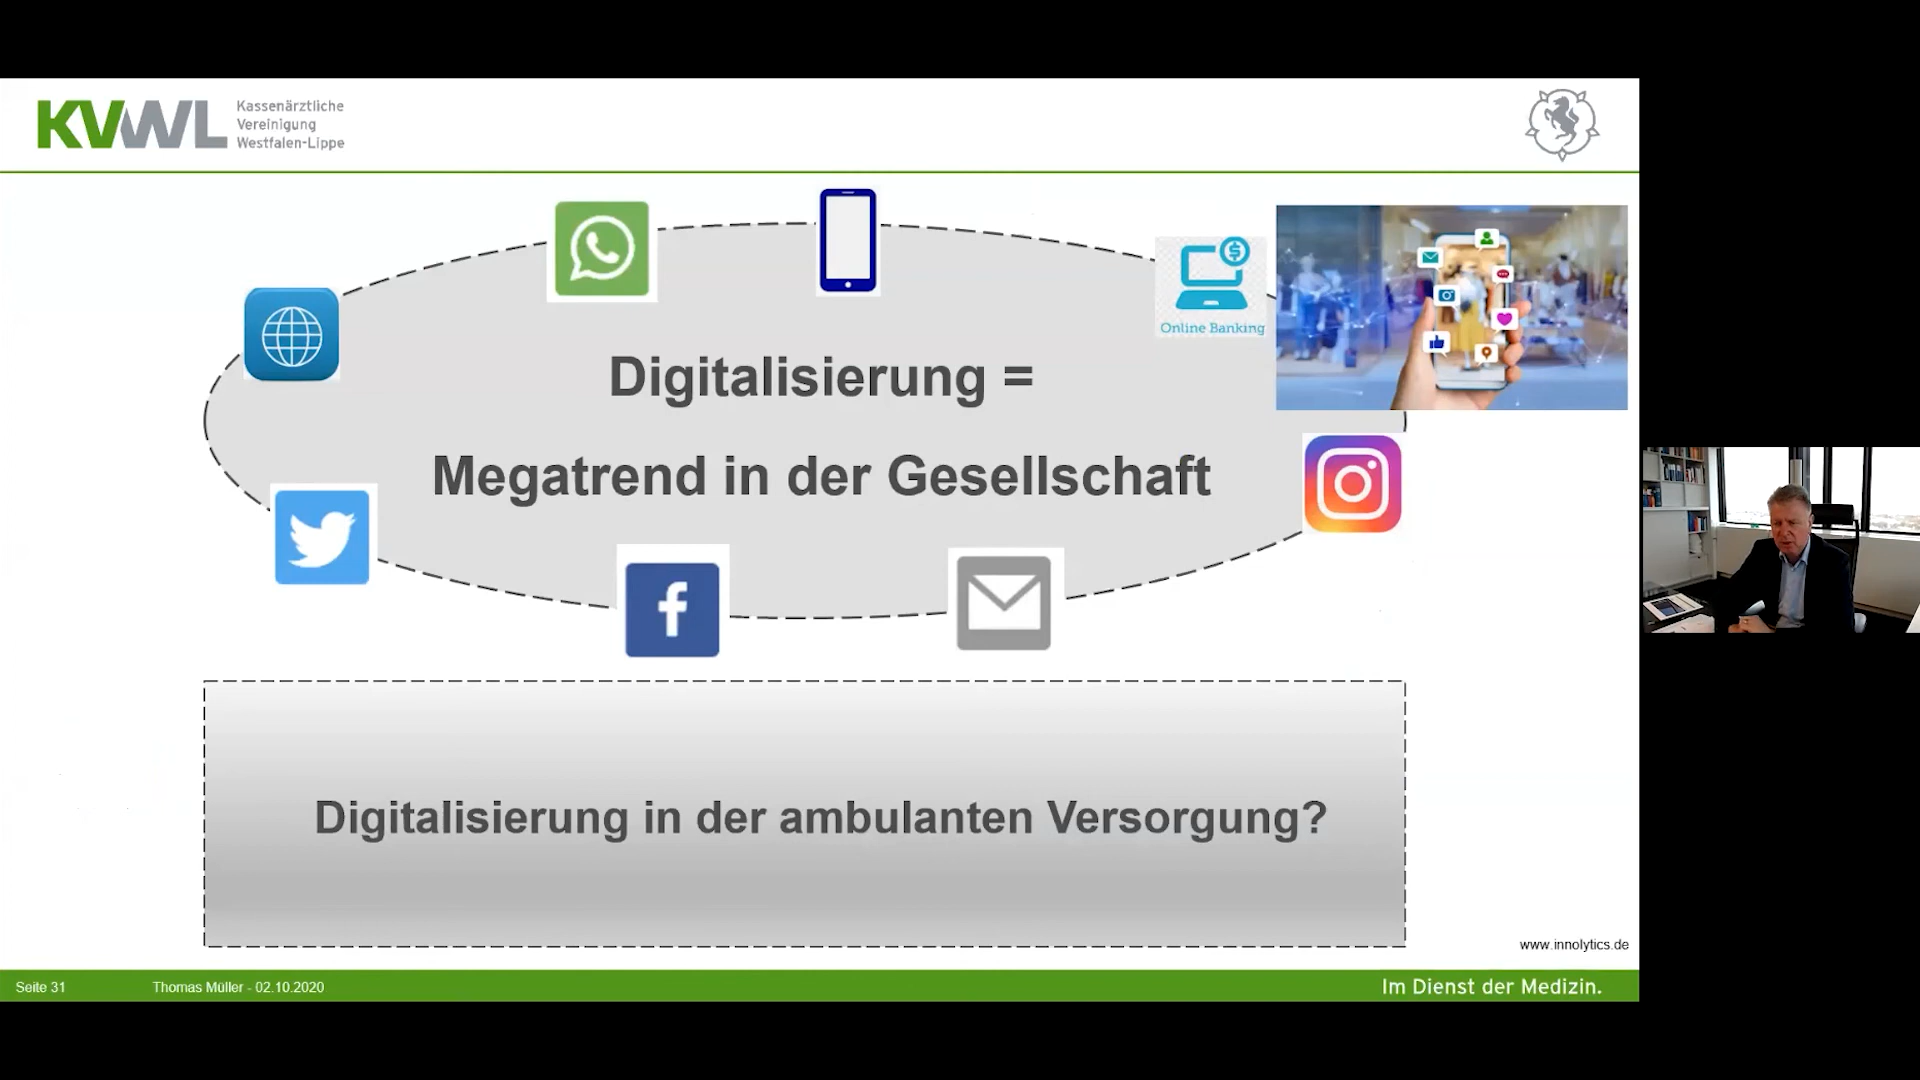 KVWL
Kassenärztliche
Vereinigung
Westfalen-Lippe
Online Banking
Digitalisierung =
Megatrend in der Gesellschaft
Digitalisierung in der ambulanten Versorgung?
www.innolytics.de
Seite 31
Thomas Müller - 02.10.2020
Im Dienst der Medizin.